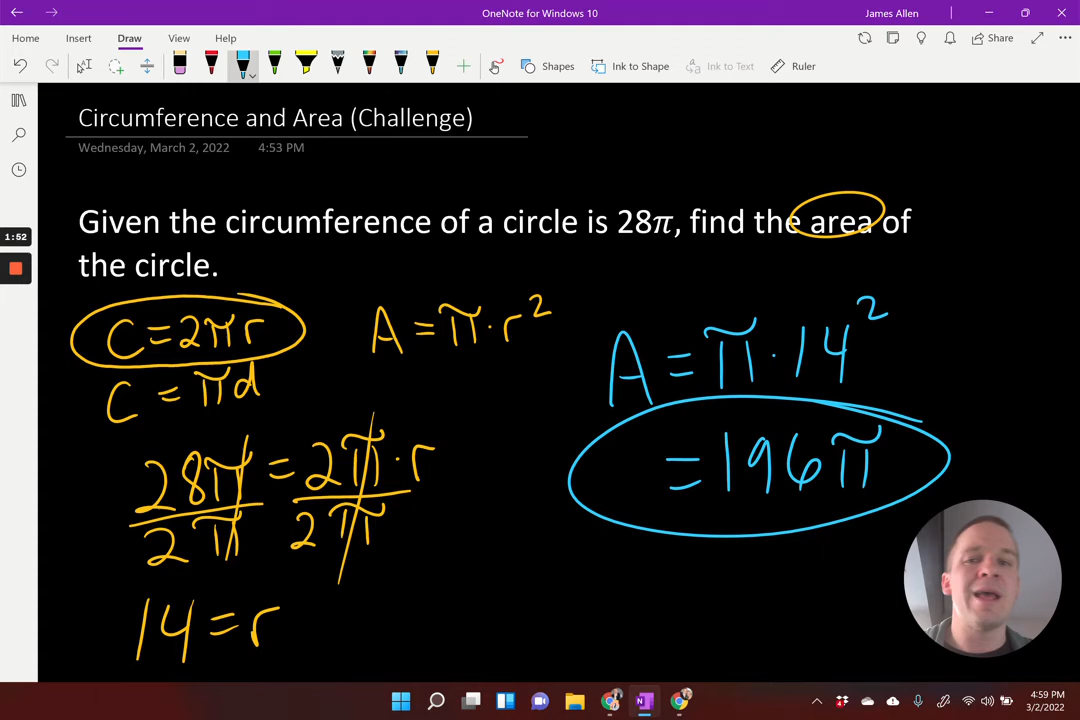 OneNote for Windows 10
James Allen
Home Insert Draw View Help
Share
Shapes
Ink to Shape
Ink to Text
Ruler
Circumference and Area (Challenge)
Wednesday, March 2, 2022 4:53 PM
Given the circumference of a circle is 28π, find the area of
the circle.
1:52
C = 2πr
C = πd
28π = 2π · r
2π 2π
14 = r
A = π · r²
A = π · 14²
= 196π
4:59 PM
3/2/2022